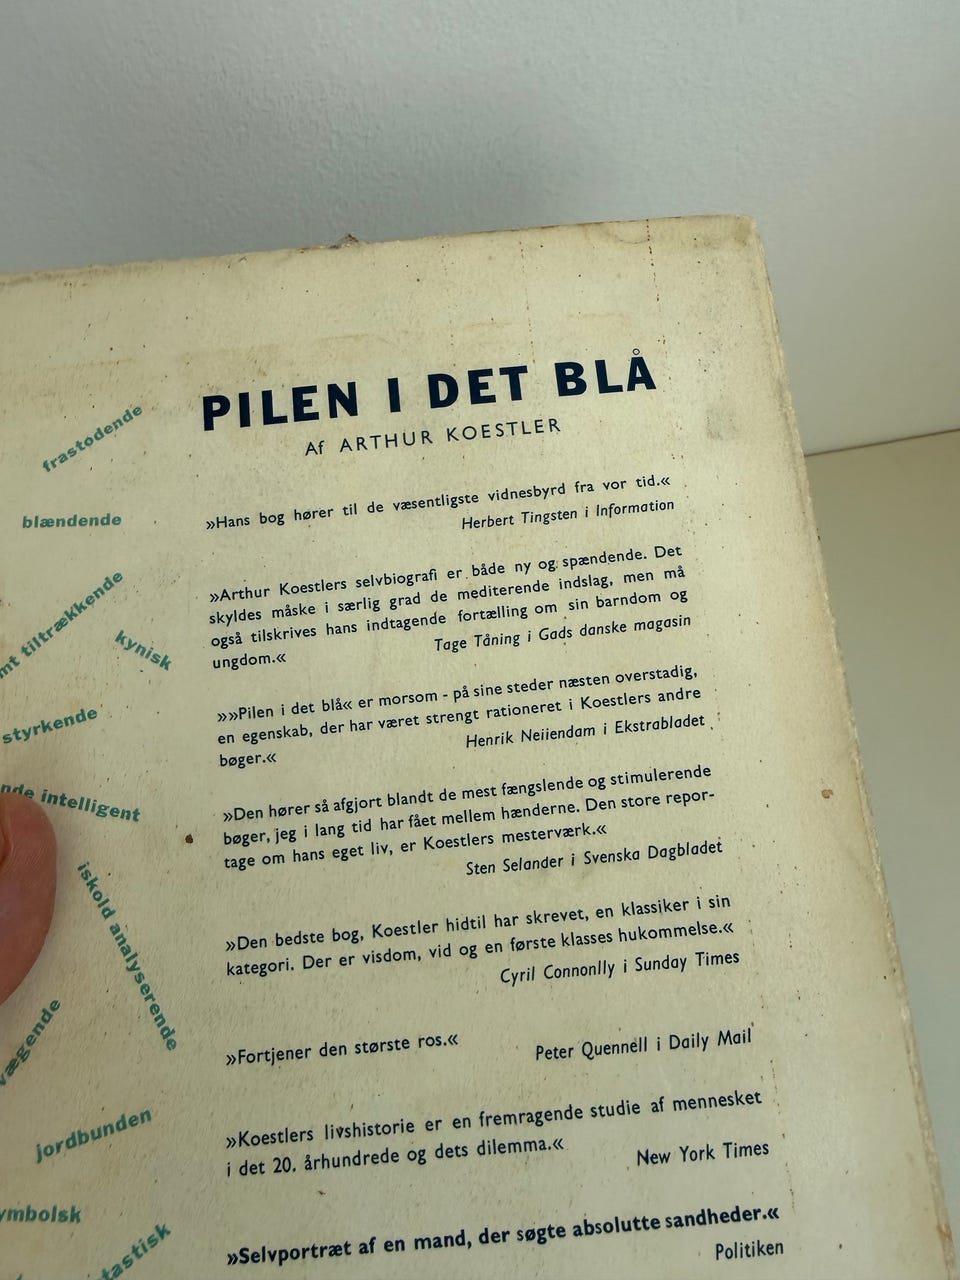 PILEN I DET BLÅ
Af ARTHUR KOESTLER
»Hans bog hører til de væsentligste vidnesbyrd fra vor tid.«
Herbert Tingsten i Information
»Arthur Koestlers selvbiografi er både ny og spændende. Det
skyldes måske i særlig grad de mediterende indslag, men må
også tilskrives hans indtagende fortælling om sin barndom og
ungdom.«
Tage Tåning i Gads danske magasin
»»Pilen i det blå« er morsom - på sine steder næsten overstadig,
en egenskab, der har været strengt rationeret i Koestlers andre
bøger.«
Henrik Neiiendam i Ekstrabladet
»Den hører så afgjort blandt de mest fængslende og stimulerende
bøger, jeg i lang tid har fået mellem hænderne. Den store repor-
tage om hans eget liv, er Koestlers mesterværk.«
Sten Selander i Svenska Dagbladet
»Den bedste bog, Koestler hidtil har skrevet, en klassiker i sin
kategori. Der er visdom, vid og en første klasses hukommelse.«
Cyril Connonlly i Sunday Times
»Fortjener den største ros.«
Peter Quennell i Daily Mail
»Koestlers livshistorie er en fremragende studie af mennesket
i det 20. århundrede og dets dilemma.«
New York Times
»Selvportræt af en mand, der søgte absolutte sandheder.«
Politiken
frastødende
blændende
tiltrækkende
kynisk
styrkende
intelligent
iskold analyserende
jordbunden